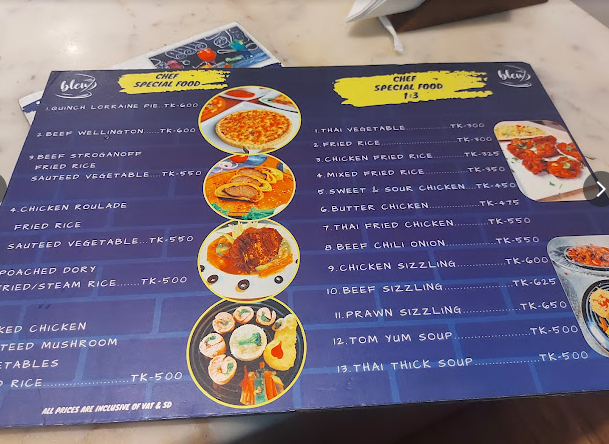 blew
CHEF
SPECIAL FOOD
1.QUINCH LORRAINE PIE.TK-600
2.BEEF WELLINGTON.....TK-600
3.BEEF STROGANOFF
FRIED RICE
SAUTEED VEGETABLE...TK-550
4.CHICKEN ROULADE
FRIED RICE
SAUTEED VEGETABLE...TK-550
POACHED DORY
FRIED/STEAM RICE.......TK-500
KED CHICKEN
TEED MUSHROOM
ETABLES
RICE......................TK-500
ALL PRICES ARE INCLUSIVE OF VAT & SD
blew
CHEF
SPECIAL FOOD
1:3
1.THAI VEGETABLE............TK-300
2.FRIED RICE....................TK-300
3.CHICKEN FRIED RICE......TK-325
4.MIXED FRIED RICE..........TK-350
5.SWEET & SOUR CHICKEN...TK-450
6.BUTTER CHICKEN............TK-475
7.THAI FRIED CHICKEN........TK-550
8.BEEF CHILI ONION............TK-550
9.CHICKEN SIZZLING............TK-600
10.BEEF SIZZLING...............TK-625
11.PRAWN SIZZLING.............TK-650
12.TOM YUM SOUP..............TK-500
13.THAI THICK SOUP...........TK-500